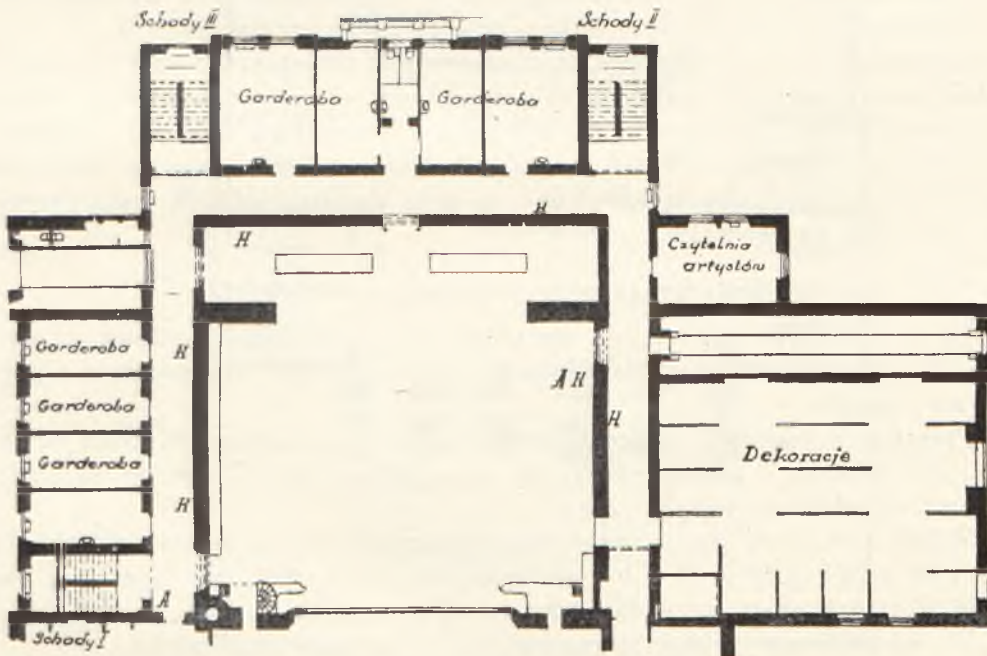 Schody III
Schody II
Garderoba
Garderoba
H
H
Czytelnia
artystów
Garderoba
H
A H
Garderoba
H
Dekoracje
Garderoba
H
A
Schody I